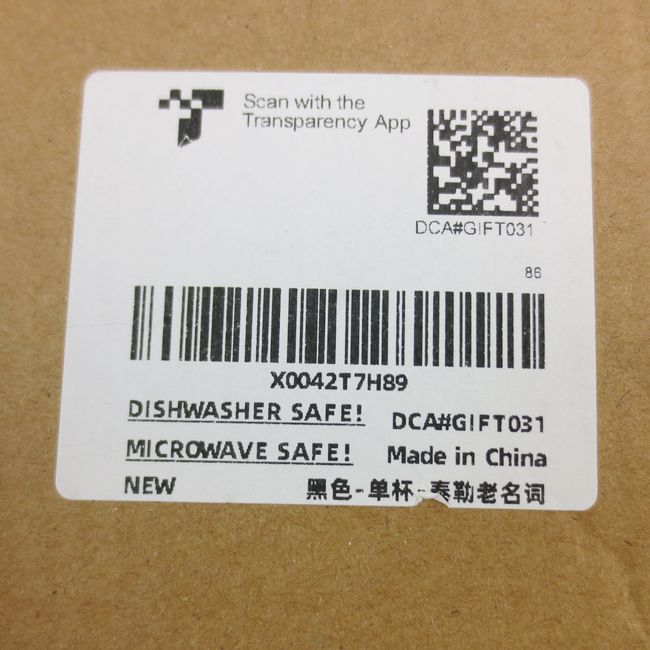 Scan with the
Transparency App
DCA#GIFT031
86
X0042T7H89
DISHWASHER SAFE! DCA#GIFT031
MICROWAVE SAFE! Made in China
NEW 黑色-单杯-泰勒老名词